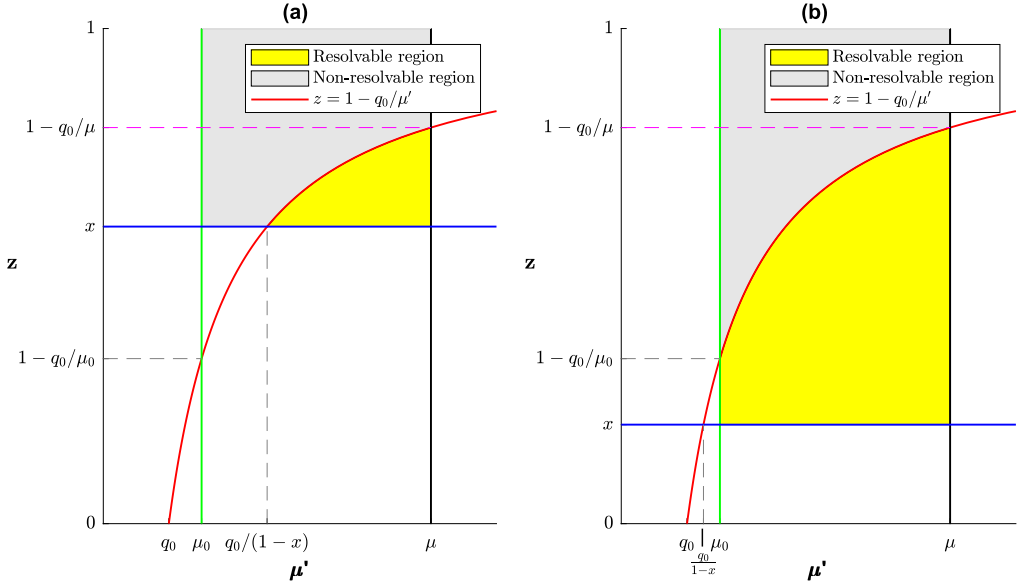 (a)
1
Resolvable region
Non-resolvable region
z = 1 − q₀/μ′
1 − q₀/μ
x
z
1 − q₀/μ₀
0
q₀ μ₀ q₀/(1 − x) μ
μ'
(b)
1
Resolvable region
Non-resolvable region
z = 1 − q₀/μ′
1 − q₀/μ
z
1 − q₀/μ₀
x
0
q₀ μ₀ μ
q₀
1−x
μ'